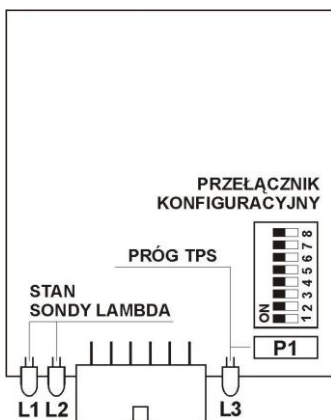 PRZEŁĄCZNIK
KONFIGURACYJNY
ON
1 2 3 4 5 6 7 8
PRÓG TPS
P1
STAN
SONDY LAMBDA
L1 L2 L3